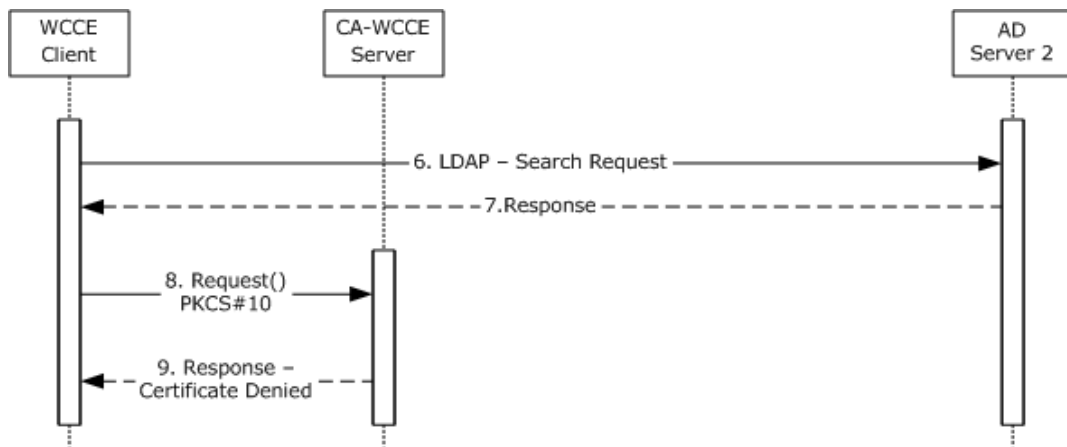 WCCE
Client
CA-WCCE
Server
AD
Server 2
6. LDAP – Search Request
7.Response
8. Request()
PKCS#10
9. Response –
Certificate Denied